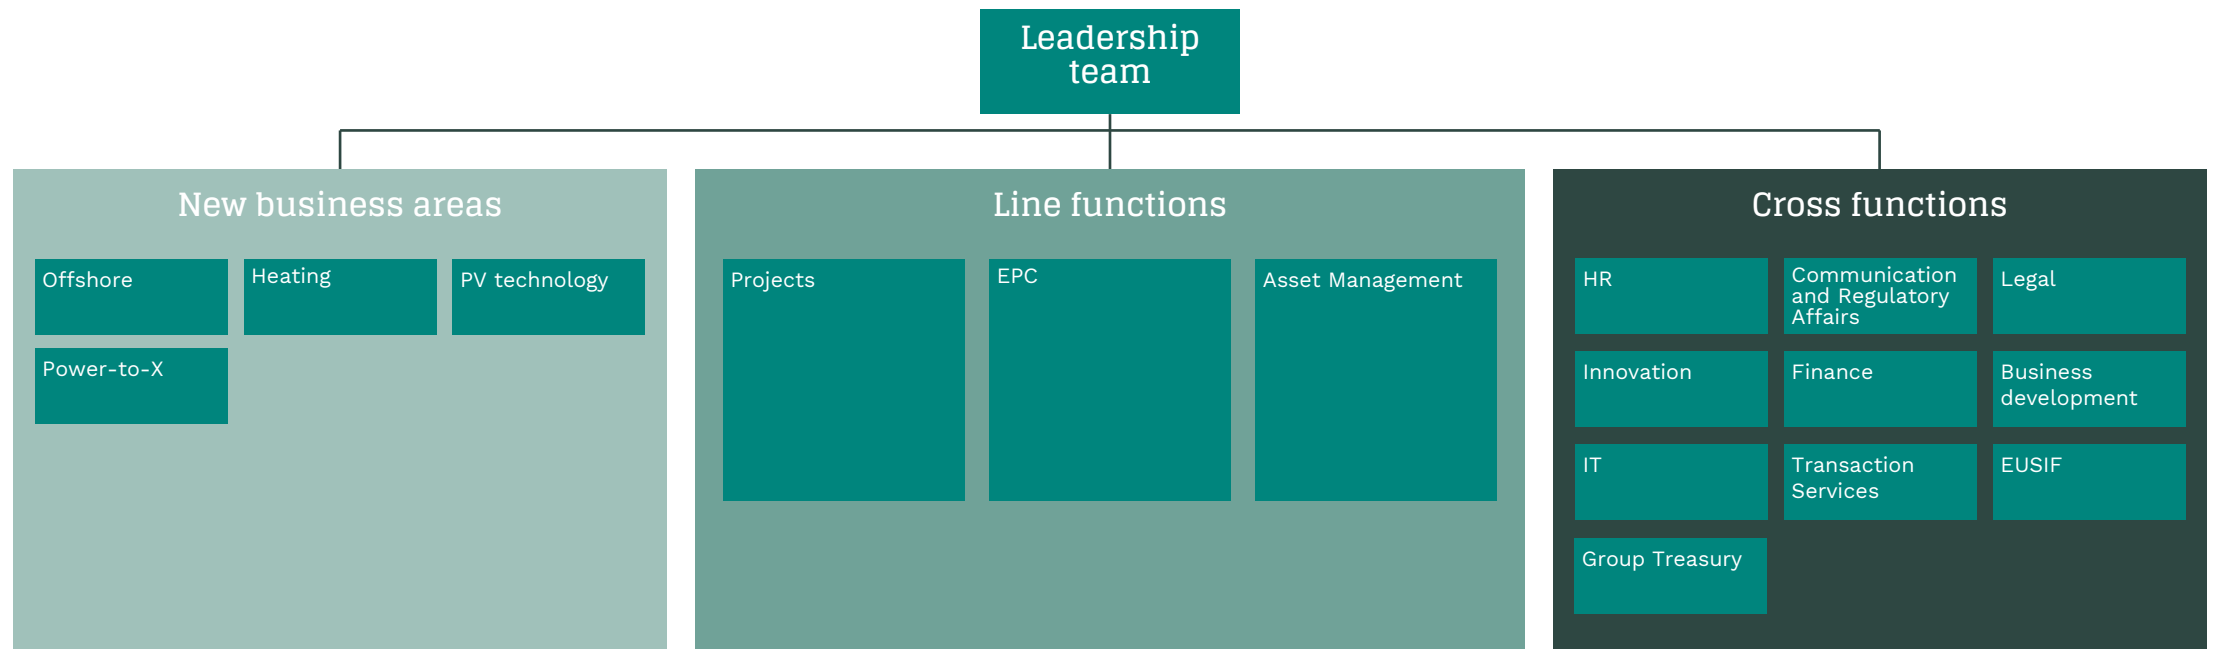 Leadership
team
New business areas
Offshore
Heating
PV technology
Power-to-X
Line functions
Projects
EPC
Asset Management
Cross functions
HR
Communication
and Regulatory
Affairs
Legal
Innovation
Finance
Business
development
IT
Transaction
Services
EUSIF
Group Treasury